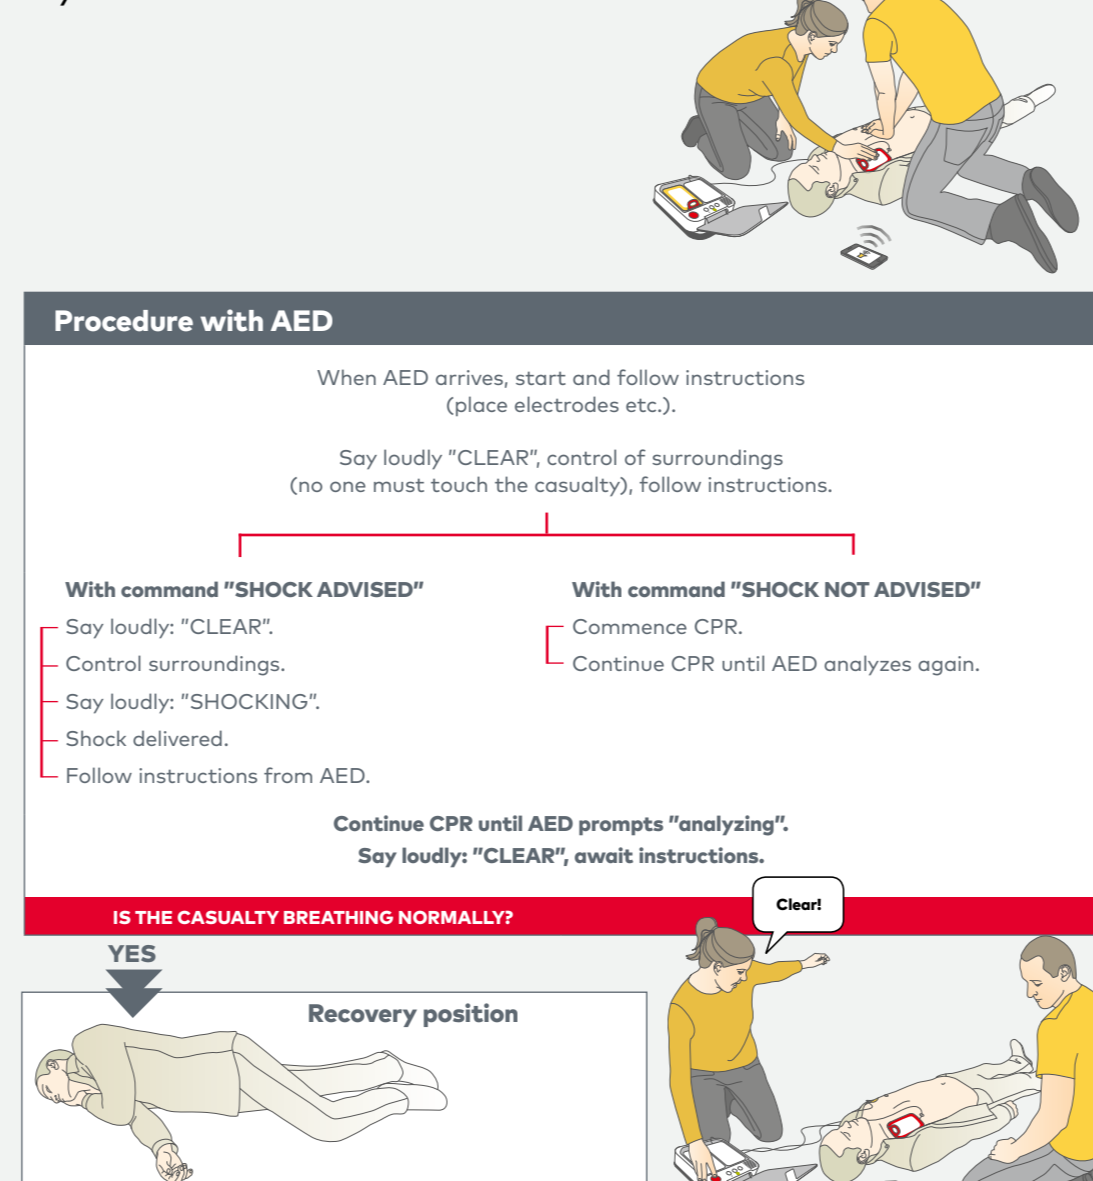 Procedure with AED
When AED arrives, start and follow instructions
(place electrodes etc.).
Say loudly "CLEAR", control of surroundings
(no one must touch the casualty), follow instructions.
With command "SHOCK ADVISED"
Say loudly: "CLEAR".
Control surroundings.
Say loudly: "SHOCKING".
Shock delivered.
Follow instructions from AED.
With command "SHOCK NOT ADVISED"
Commence CPR.
Continue CPR until AED analyzes again.
Continue CPR until AED prompts "analyzing".
Say loudly: "CLEAR", await instructions.
IS THE CASUALTY BREATHING NORMALLY?
Clear!
YES
Recovery position